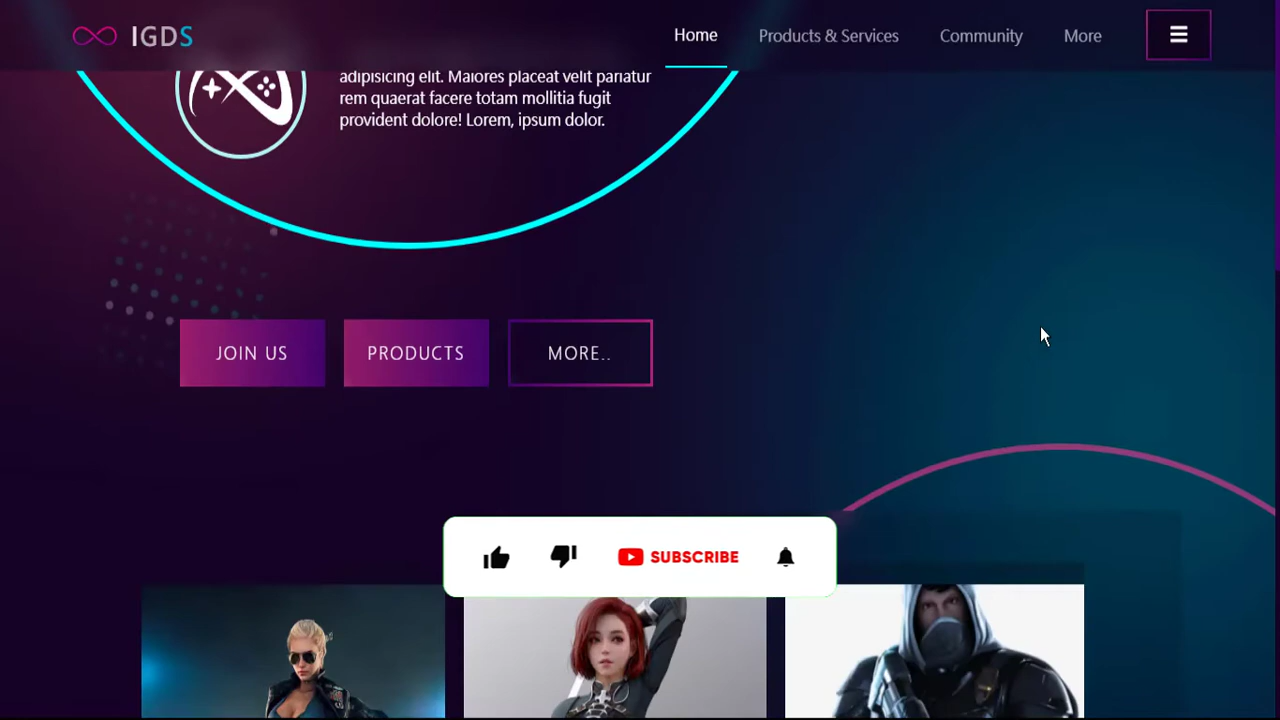 IGDS
Home
Products & Services
Community
More
adipisicing elit. Maiores placeat velit pariatur
rem quaerat facere totam mollitia fugit
provident dolore! Lorem, ipsum dolor.
JOIN US
PRODUCTS
MORE..
SUBSCRIBE